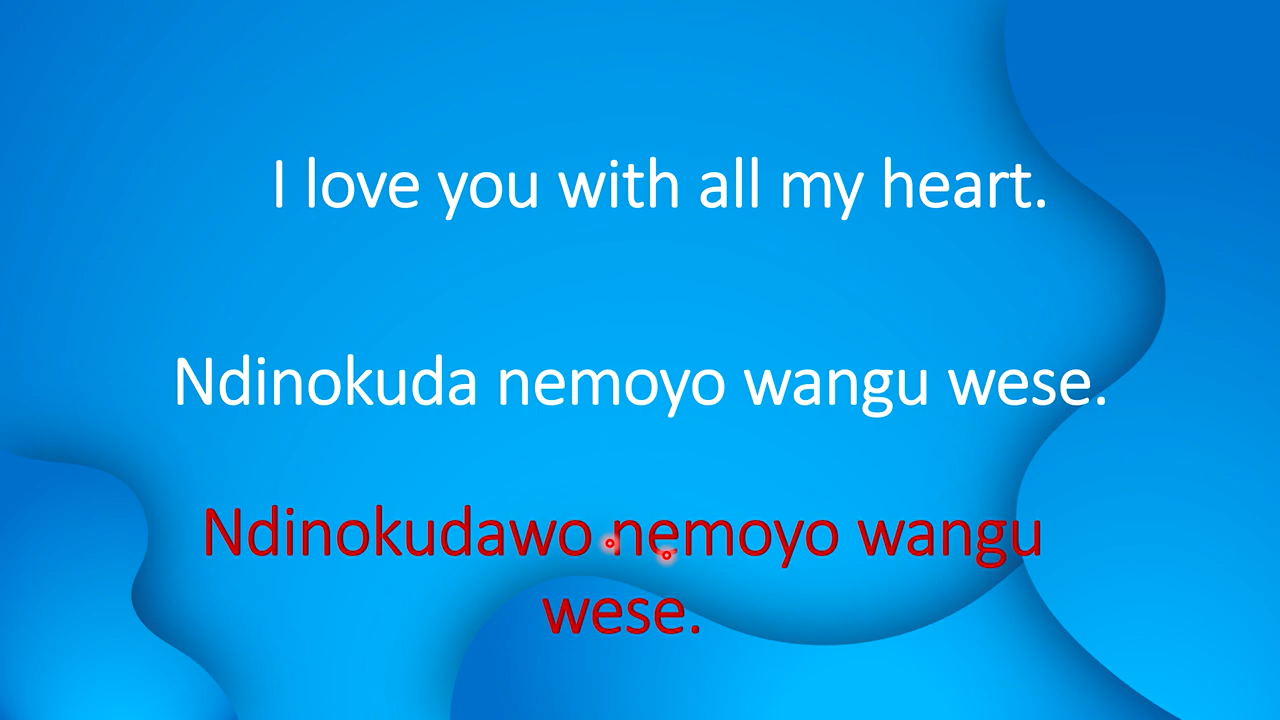 I love you with all my heart.
Ndinokuda nemoyo wangu wese.
Ndinokudawo nemoyo wangu
wese.